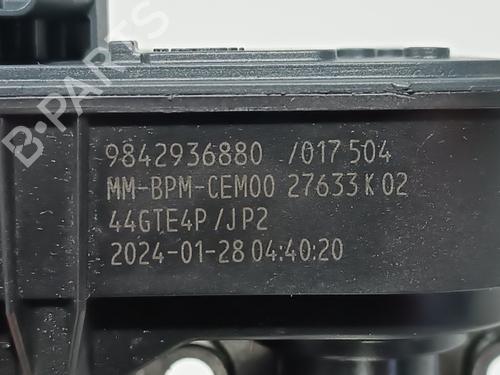 B-PARTS
9842936880 /017 504
MM-BPM-CEM00 27633 K 02
44GTE4P /JP2
2024-01-28 04:40:20